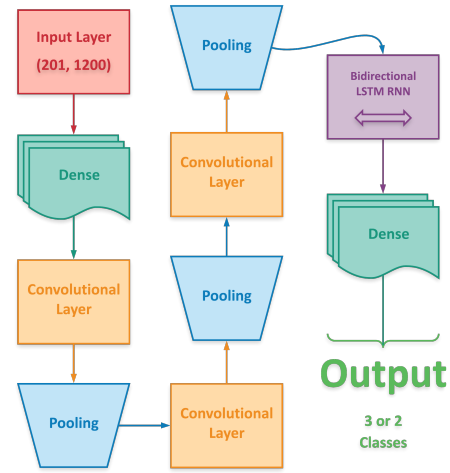 Input Layer
(201, 1200)
Dense
Convolutional
Layer
Pooling
Convolutional
Layer
Pooling
Convolutional
Layer
Pooling
Bidirectional
LSTM RNN
Dense
Output
3 or 2
Classes